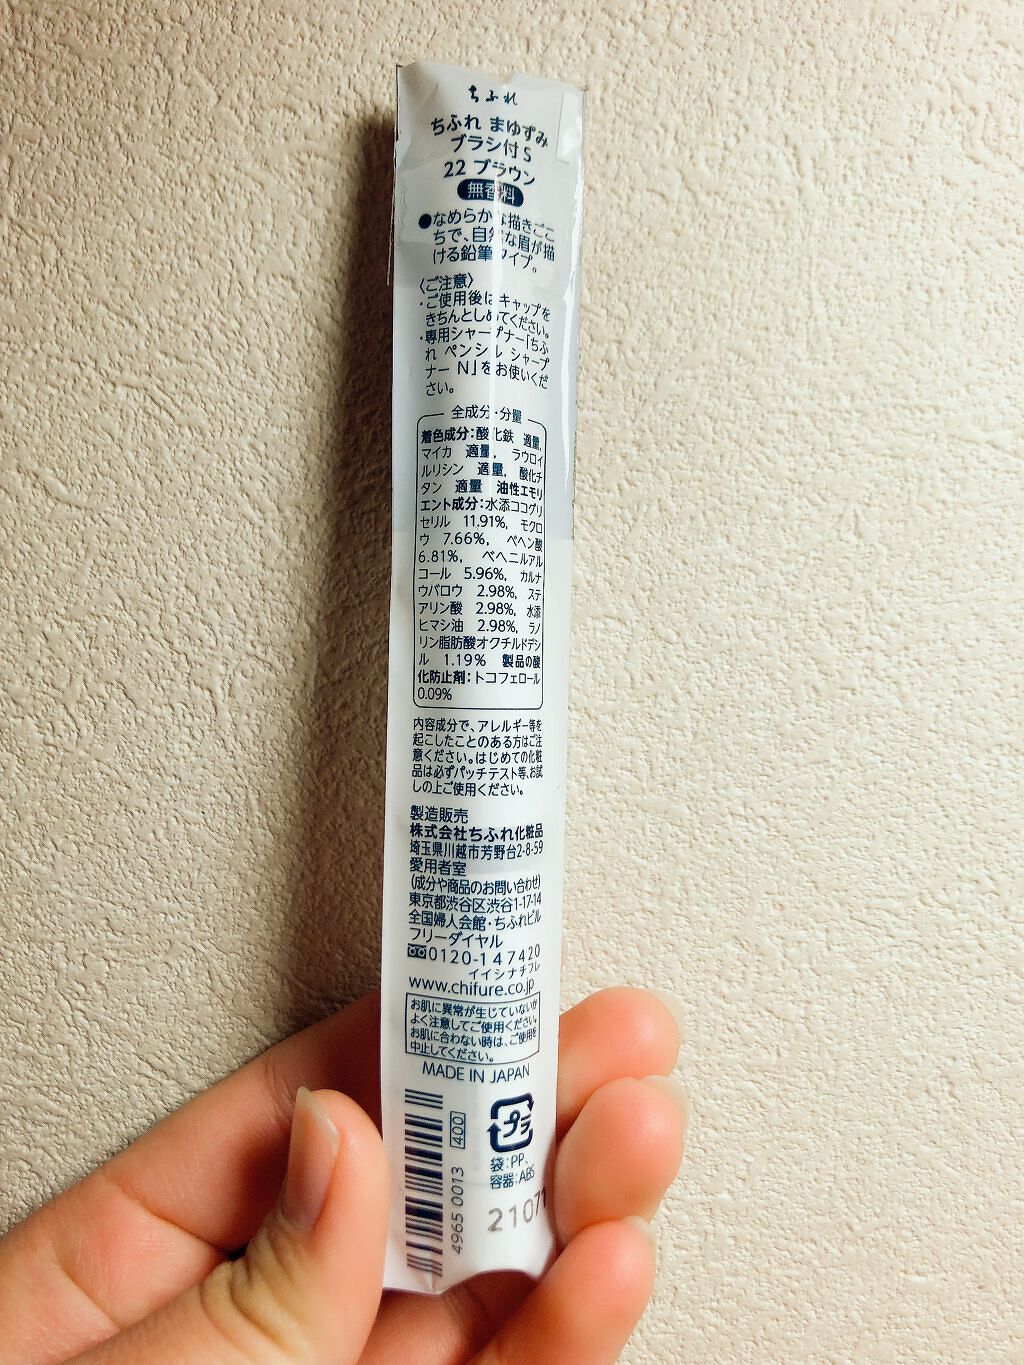 ちふれ
ちふれ まゆずみ
ブラシ付S
22 ブラウン
無香料
●なめらかな描きごこ
ちで、自然な眉が描
ける鉛筆タイプ。
〈ご注意〉
・ご使用後はキャップを
きちんとしめてください。
・専用シャープナー「ちふ
れ ペンシル シャープ
ナー N」をお使いくだ
さい。
全成分・分量
着色成分:酸化鉄 適量,
マイカ 適量, ラウロイ
ルリシン 適量, 酸化チ
タン 適量 油性エモリ
エント成分:水添ココグリ
セリル 11.91%, モクロ
ウ 7.66%, ベヘン酸
6.81%, ベヘニルアル
コール 5.96%, カルナ
ウバロウ 2.98%, ステ
アリン酸 2.98%, 水添
ヒマシ油 2.98%, ラノ
リン脂肪酸オクチルドデシ
ル 1.19% 製品の酸
化防止剤:トコフェロール
0.09%
内容成分で、アレルギー等を
起こしたことのある方はご注
意ください。はじめての化粧
品は必ずパッチテスト等、お試
しの上ご使用ください。
製造販売
株式会社ちふれ化粧品
埼玉県川越市芳野台2-8-59
愛用者室
(成分や商品のお問い合わせ)
東京都渋谷区渋谷1-17-14
全国婦人会館・ちふれビル
フリーダイヤル
0120-147420
イイシナチフレ
www.chifure.co.jp
お肌に異常が生じていないか
よく注意してご使用ください。
お肌に合わない時は、ご使用を
中止してください。
MADE IN JAPAN
400
4965 0013
プラ
袋:PP、
容器:ABS
21071